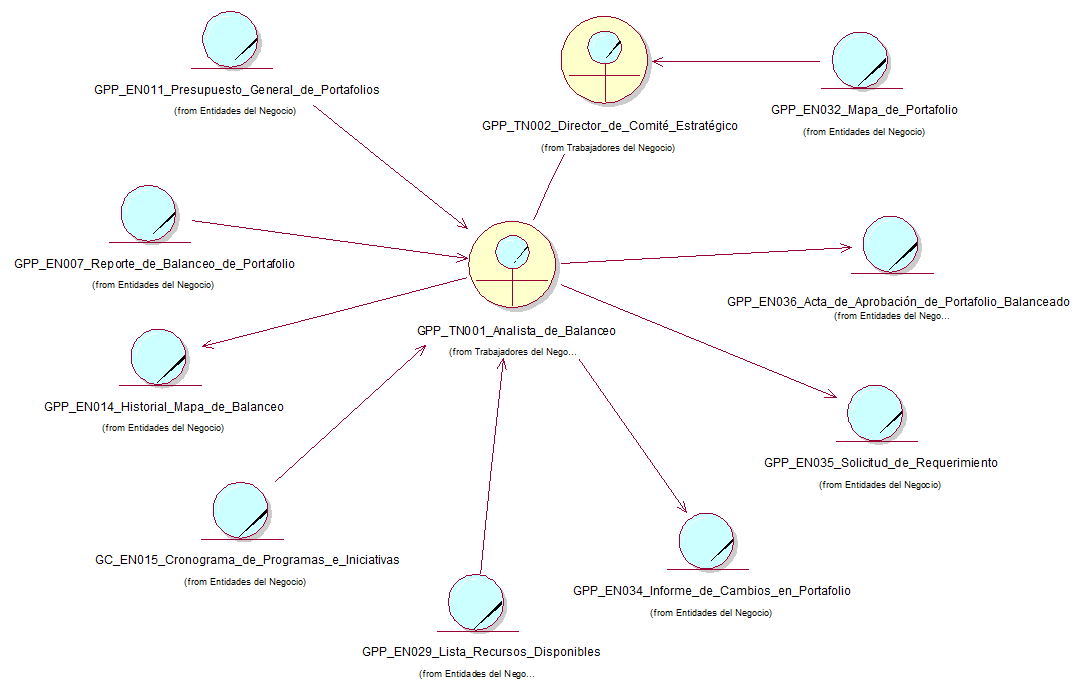 GPP_EN011_Presupuesto_General_de_Portafolios
(from Entidades del Negocio)
GPP_TN002_Director_de_Comité_Estratégico
(from Trabajadores del Negocio)
GPP_EN032_Mapa_de_Portafolio
(from Entidades del Negocio)
GPP_EN007_Reporte_de_Balanceo_de_Portafolio
(from Entidades del Negocio)
GPP_TN001_Analista_de_Balanceo
(from Trabajadores del Nego...
GPP_EN036_Acta_de_Aprobación_de_Portafolio_Balanceado
(from Entidades del Nego...
GPP_EN014_Historial_Mapa_de_Balanceo
(from Entidades del Negocio)
GPP_EN035_Solicitud_de_Requerimiento
(from Entidades del Negocio)
GC_EN015_Cronograma_de_Programas_e_Iniciativas
(from Entidades del Negocio)
GPP_EN034_Informe_de_Cambios_en_Portafolio
(from Entidades del Negocio)
GPP_EN029_Lista_Recursos_Disponibles
(from Entidades del Nego...